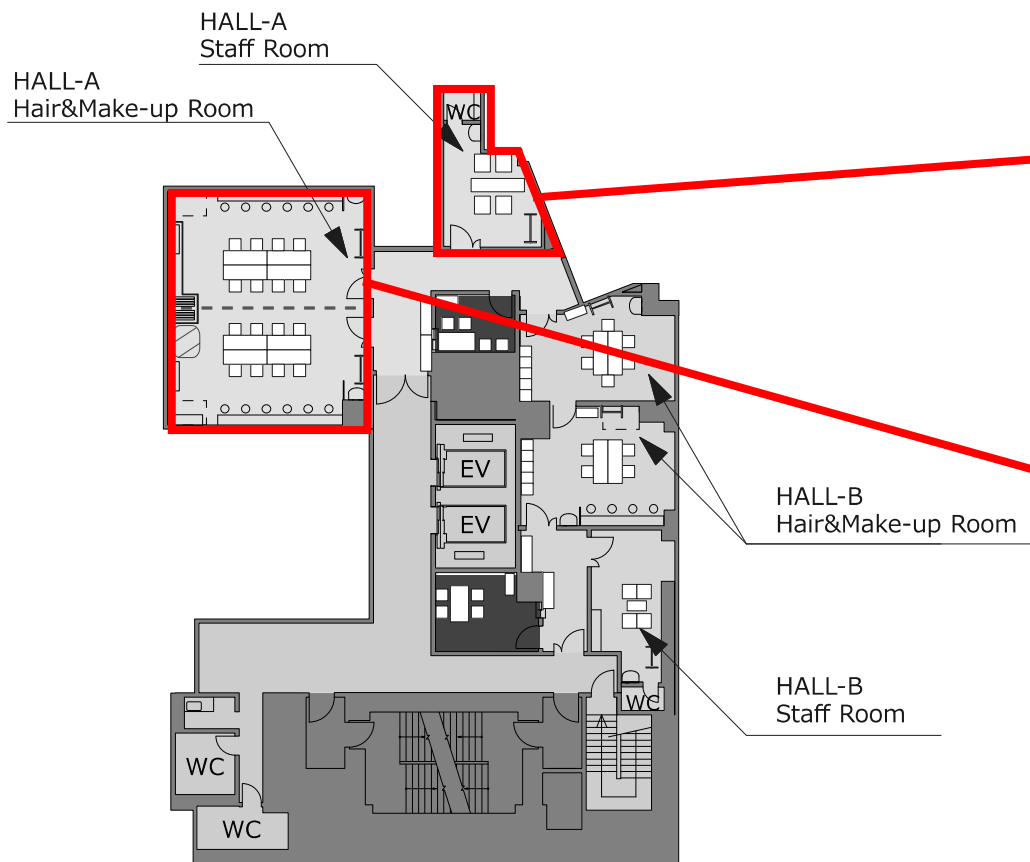 HALL-A
Staff Room
HALL-A
Hair&Make-up Room
WC
EV
EV
HALL-B
Hair&Make-up Room
HALL-B
Staff Room
WC
WC
WC